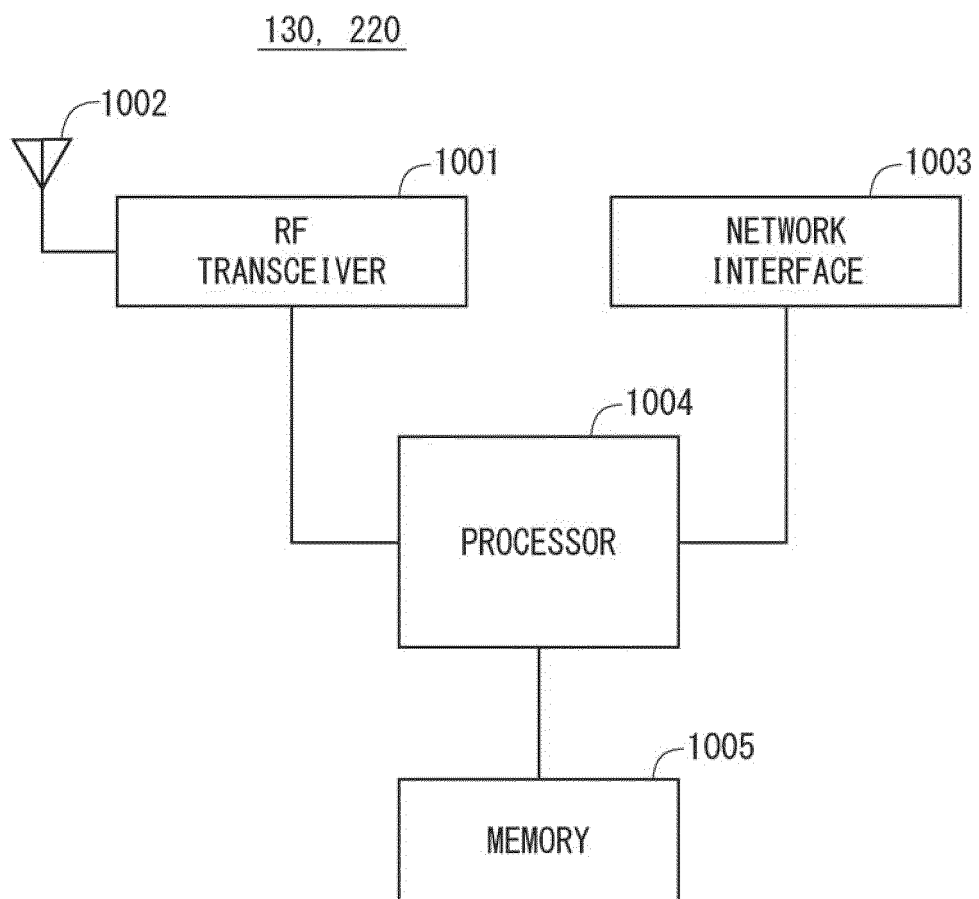 130, 220
1002
1001
1003
RF
TRANSCEIVER
NETWORK
INTERFACE
1004
PROCESSOR
1005
MEMORY